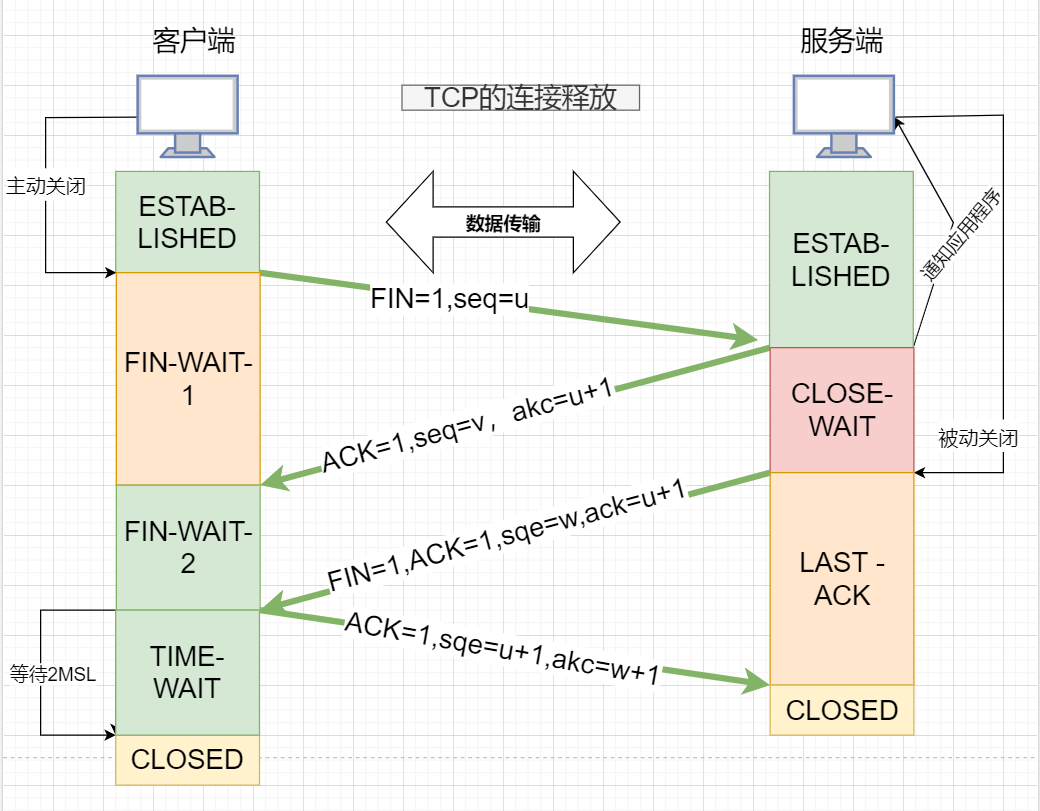 客户端
服务端
TCP的连接释放
主动关闭
ESTAB-
LISHED
数据传输
ESTAB-
LISHED
通知应用程序
FIN=1,seq=u
FIN-WAIT-
1
CLOSE-
WAIT
ACK=1,seq=v，akc=u+1
被动关闭
FIN-WAIT-
2
FIN=1,ACK=1,sqe=w,ack=u+1
LAST -
ACK
ACK=1,sqe=u+1,akc=w+1
等待2MSL
TIME-
WAIT
CLOSED
CLOSED